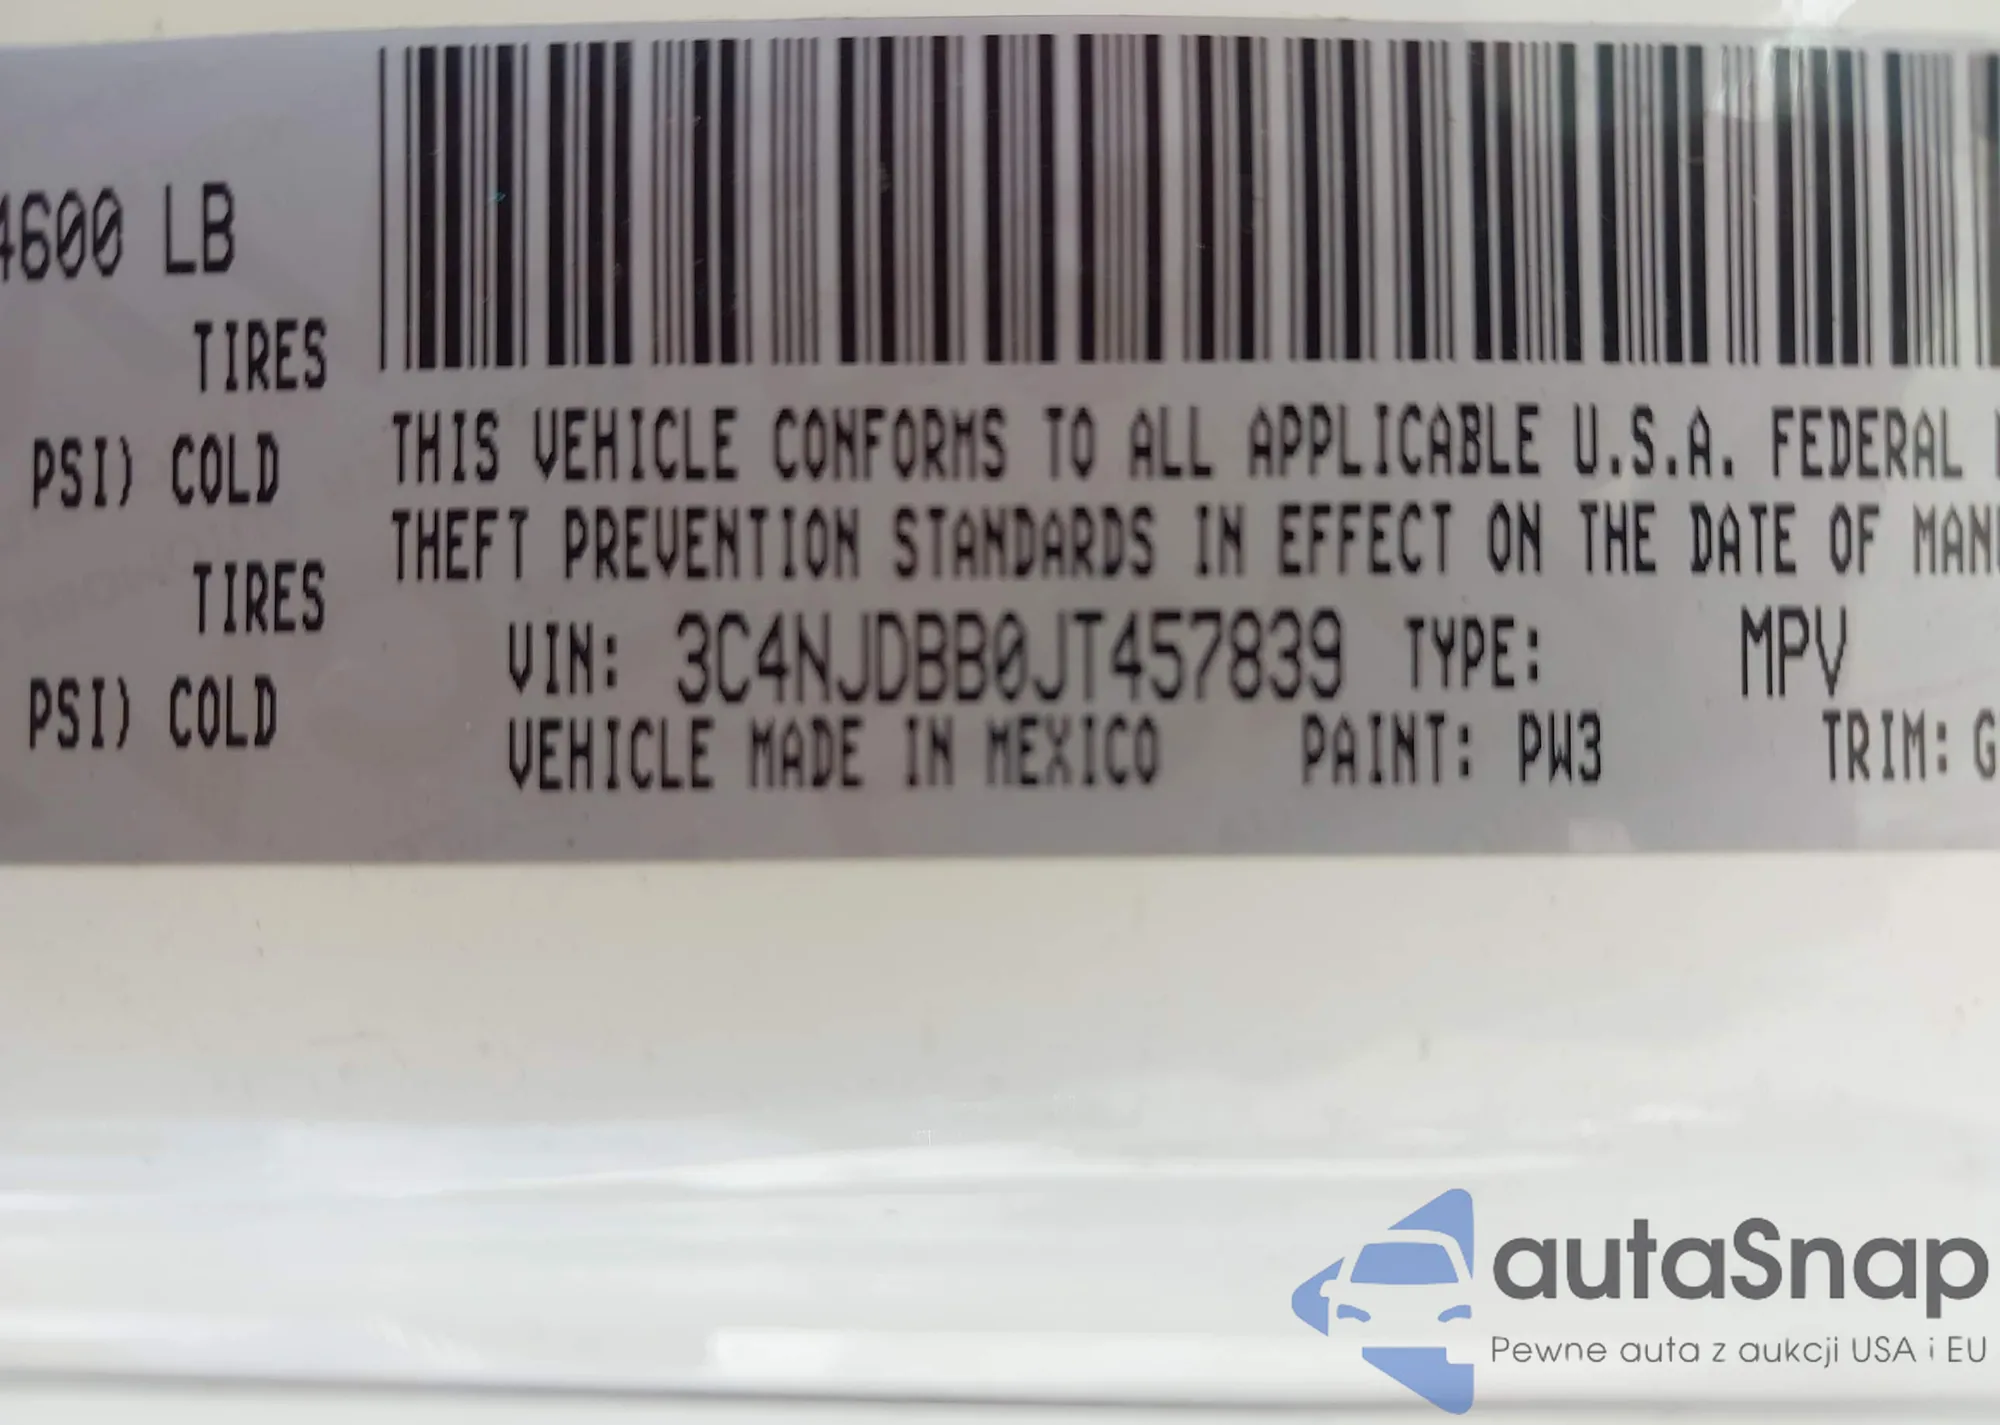 4600 LB
TIRES
PSI) COLD
TIRES
PSI) COLD
THIS VEHICLE CONFORMS TO ALL APPLICABLE U.S.A. FEDERAL
THEFT PREVENTION STANDARDS IN EFFECT ON THE DATE OF MAN
VIN: 3C4NJDBB0JT457839 TYPE: MPV
VEHICLE MADE IN MEXICO PAINT: PW3 TRIM: G
autaSnap
Pewne auta z aukcji USA i EU